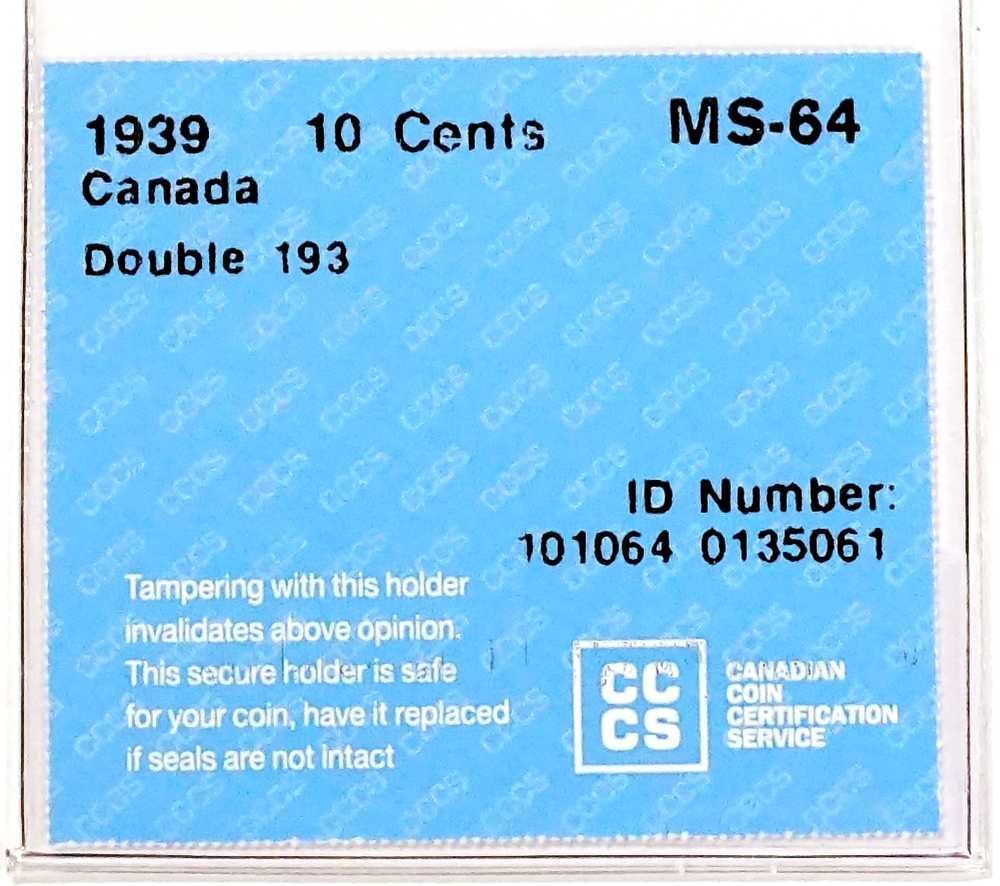 1939 10 Cents MS-64
Canada
Double 193
ID Number:
101064 0135061
Tampering with this holder
invalidates above opinion.
This secure holder is safe
for your coin, have it replaced
if seals are not intact
CC
CS
CANADIAN
COIN
CERTIFICATION
SERVICE